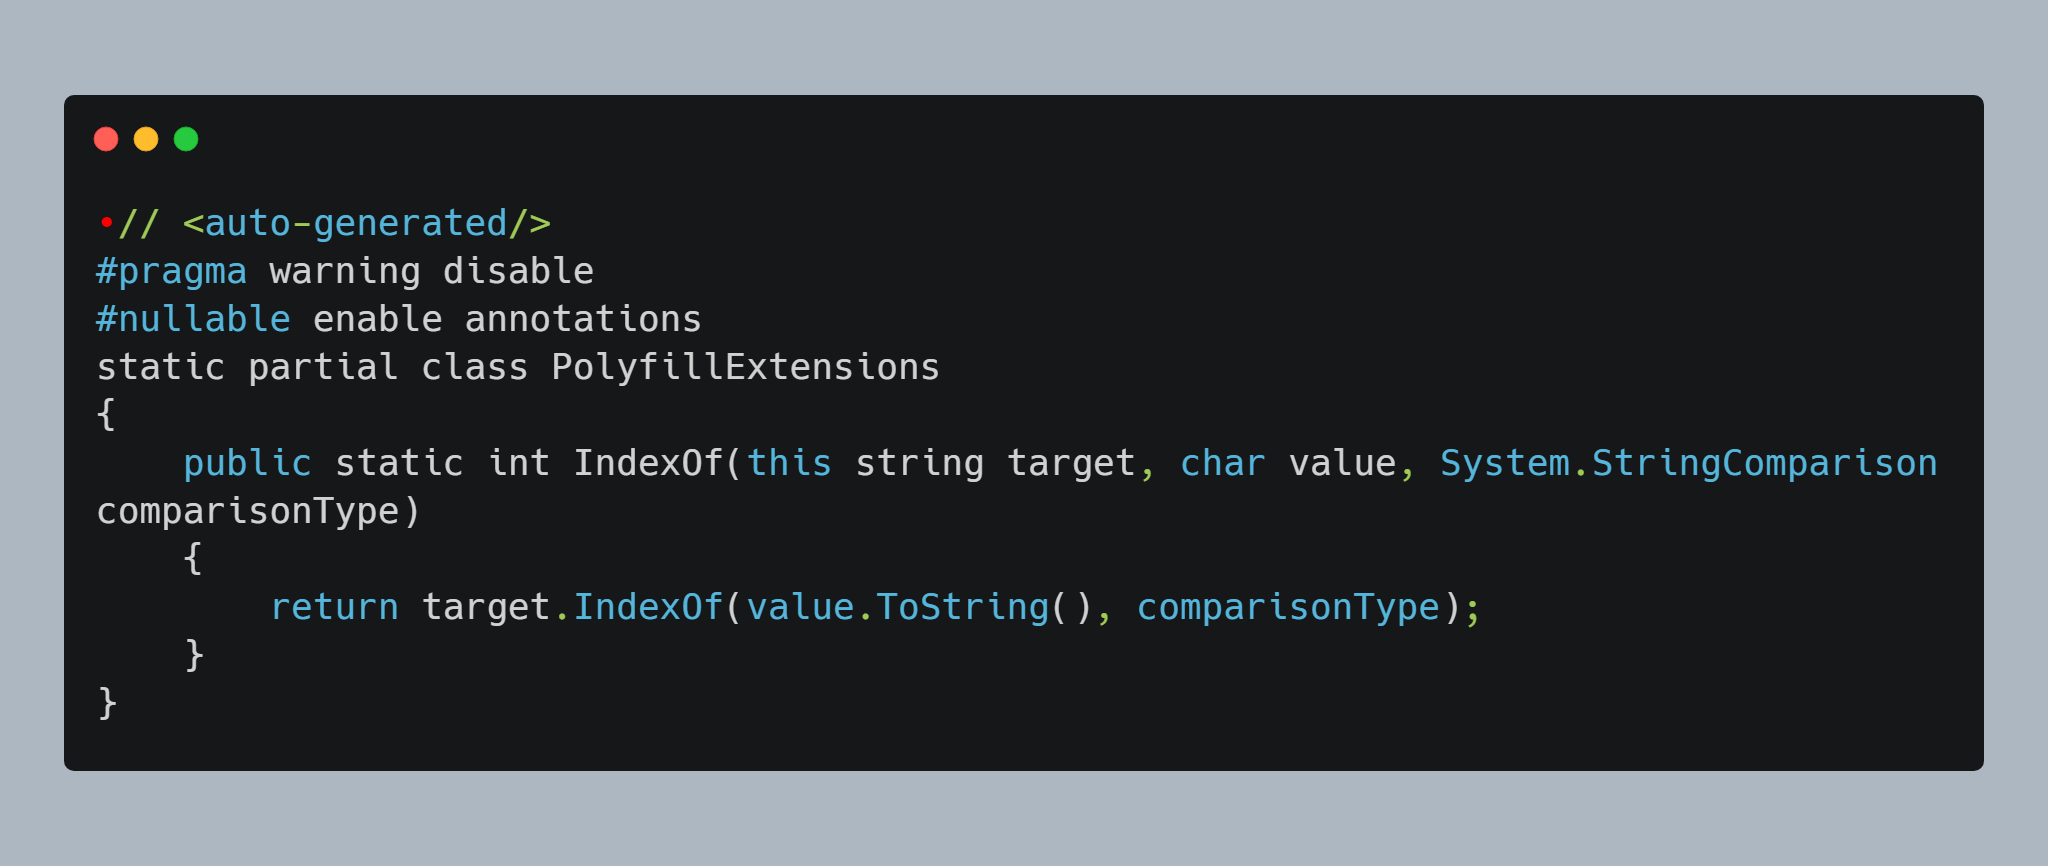 •// <auto-generated/>
#pragma warning disable
#nullable enable annotations
static partial class PolyfillExtensions
{
    public static int IndexOf(this string target, char value, System.StringComparison
comparisonType)
    {
        return target.IndexOf(value.ToString(), comparisonType);
    }
}